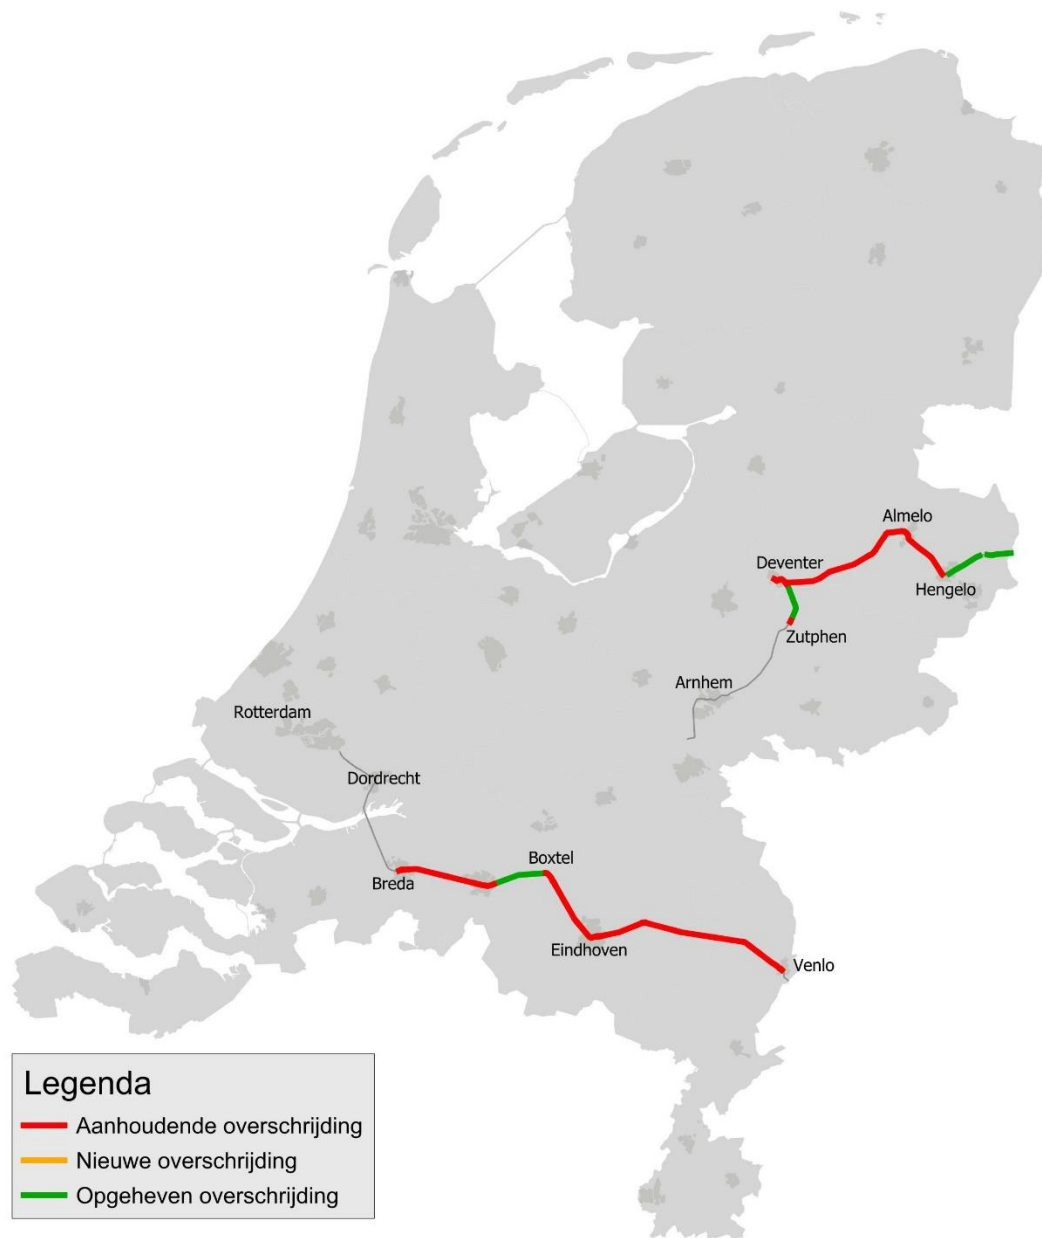 Almelo
Deventer
Hengelo
Zutphen
Arnhem
Rotterdam
Dordrecht
Boxtel
Breda
Eindhoven
Venlo
Legenda
Aanhoudende overschrijding
Nieuwe overschrijding
Opgeheven overschrijding